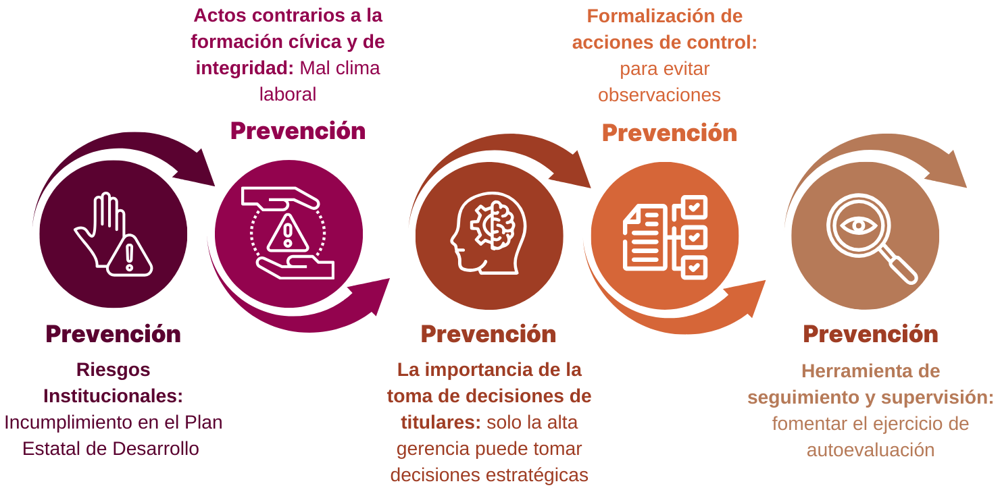 Actos contrarios a la
formación cívica y de
integridad: Mal clima
laboral
Prevención
Formalización de
acciones de control:
para evitar
observaciones
Prevención
Prevención
Riesgos
Institucionales:
Incumplimiento en el Plan
Estatal de Desarrollo
Prevención
La importancia de la
toma de decisiones de
titulares: solo la alta
gerencia puede tomar
decisiones estratégicas
Prevención
Herramienta de
seguimiento y supervisión:
fomentar el ejercicio de
autoevaluación